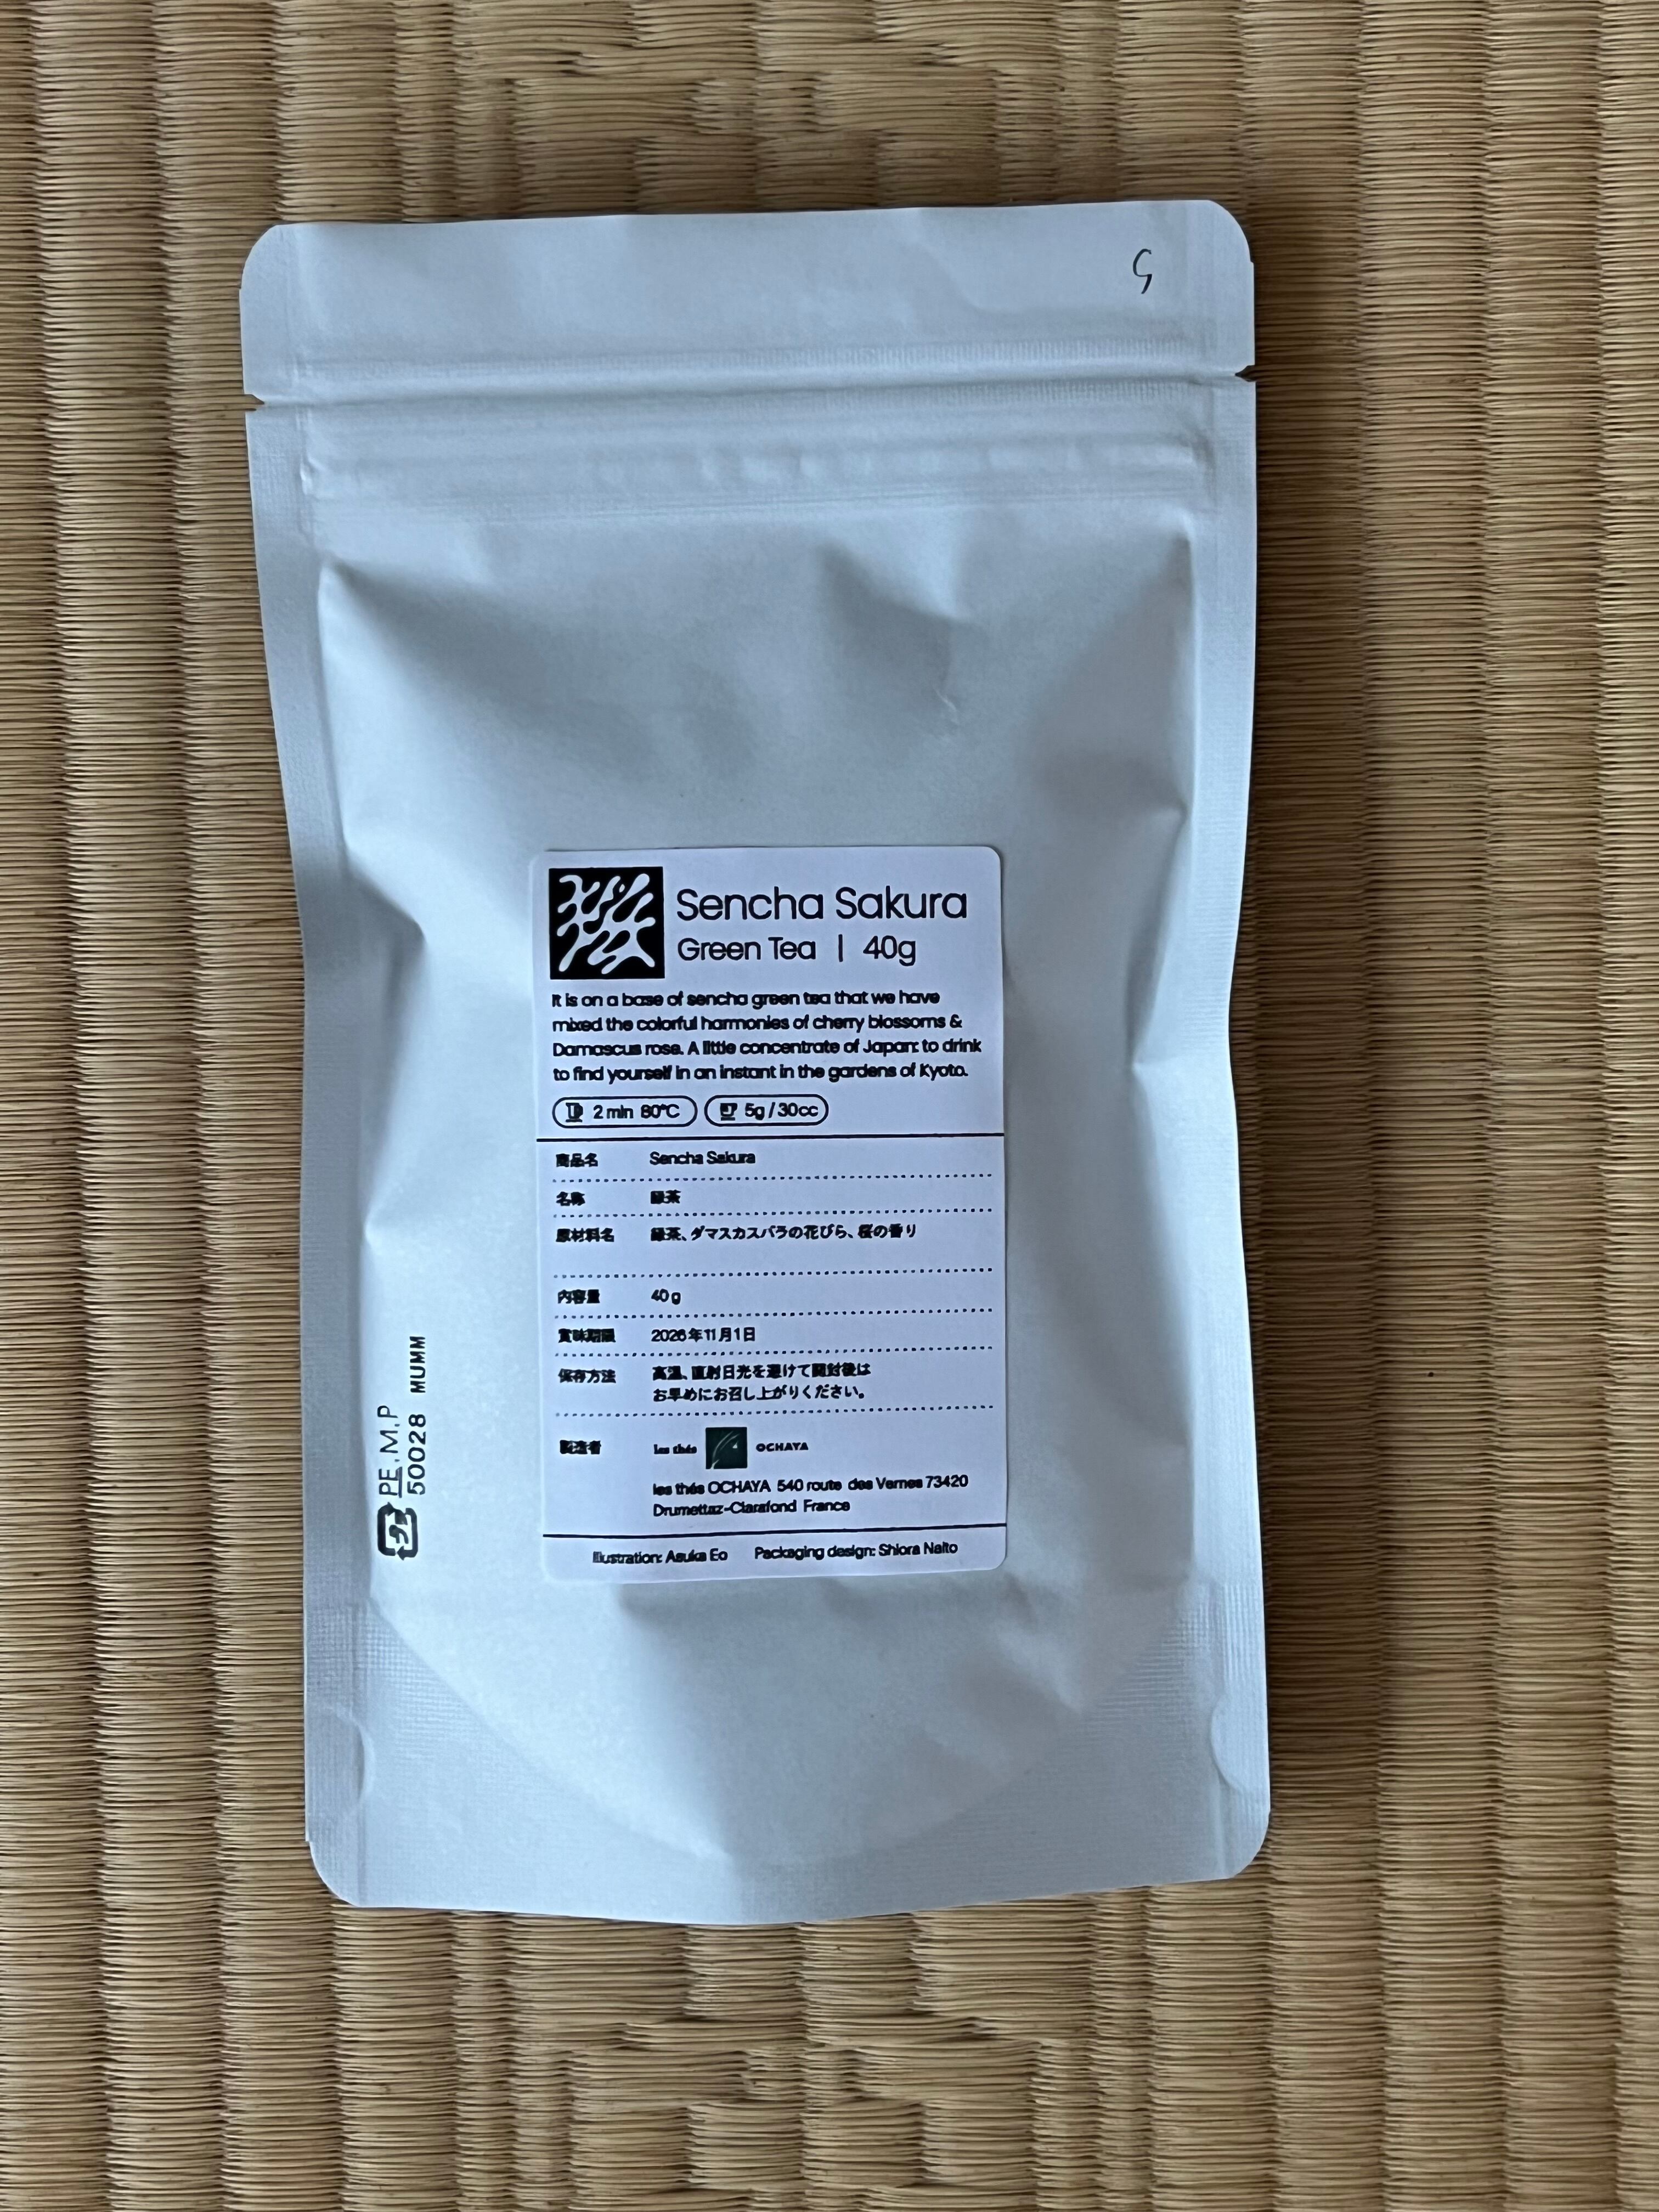 5
Sencha Sakura
Green Tea | 40g
It is on a base of sencha green tea that we have
mixed the colorful harmonies of cherry blossoms &
Damascus rose. A little concentrate of Japan: to drink
to find yourself in an instant in the gardens of Kyoto.
2 min 80°C 5g / 30cc
商品名 Sencha Sakura
名称 緑茶
原材料名 緑茶、ダマスカスバラの花びら、桜の香り
内容量 40 g
賞味期限 2026年11月1日
保存方法 高温、直射日光を避けて開封後は
お早めにお召し上がりください。
製造者 les thés OCHAYA
les thés OCHAYA 540 route des Vernes 73420
Drumettaz-Clarafond France
Illustration: Asuka Eo Packaging design: Shiora Naito
PE,M,P
50028 MUMM